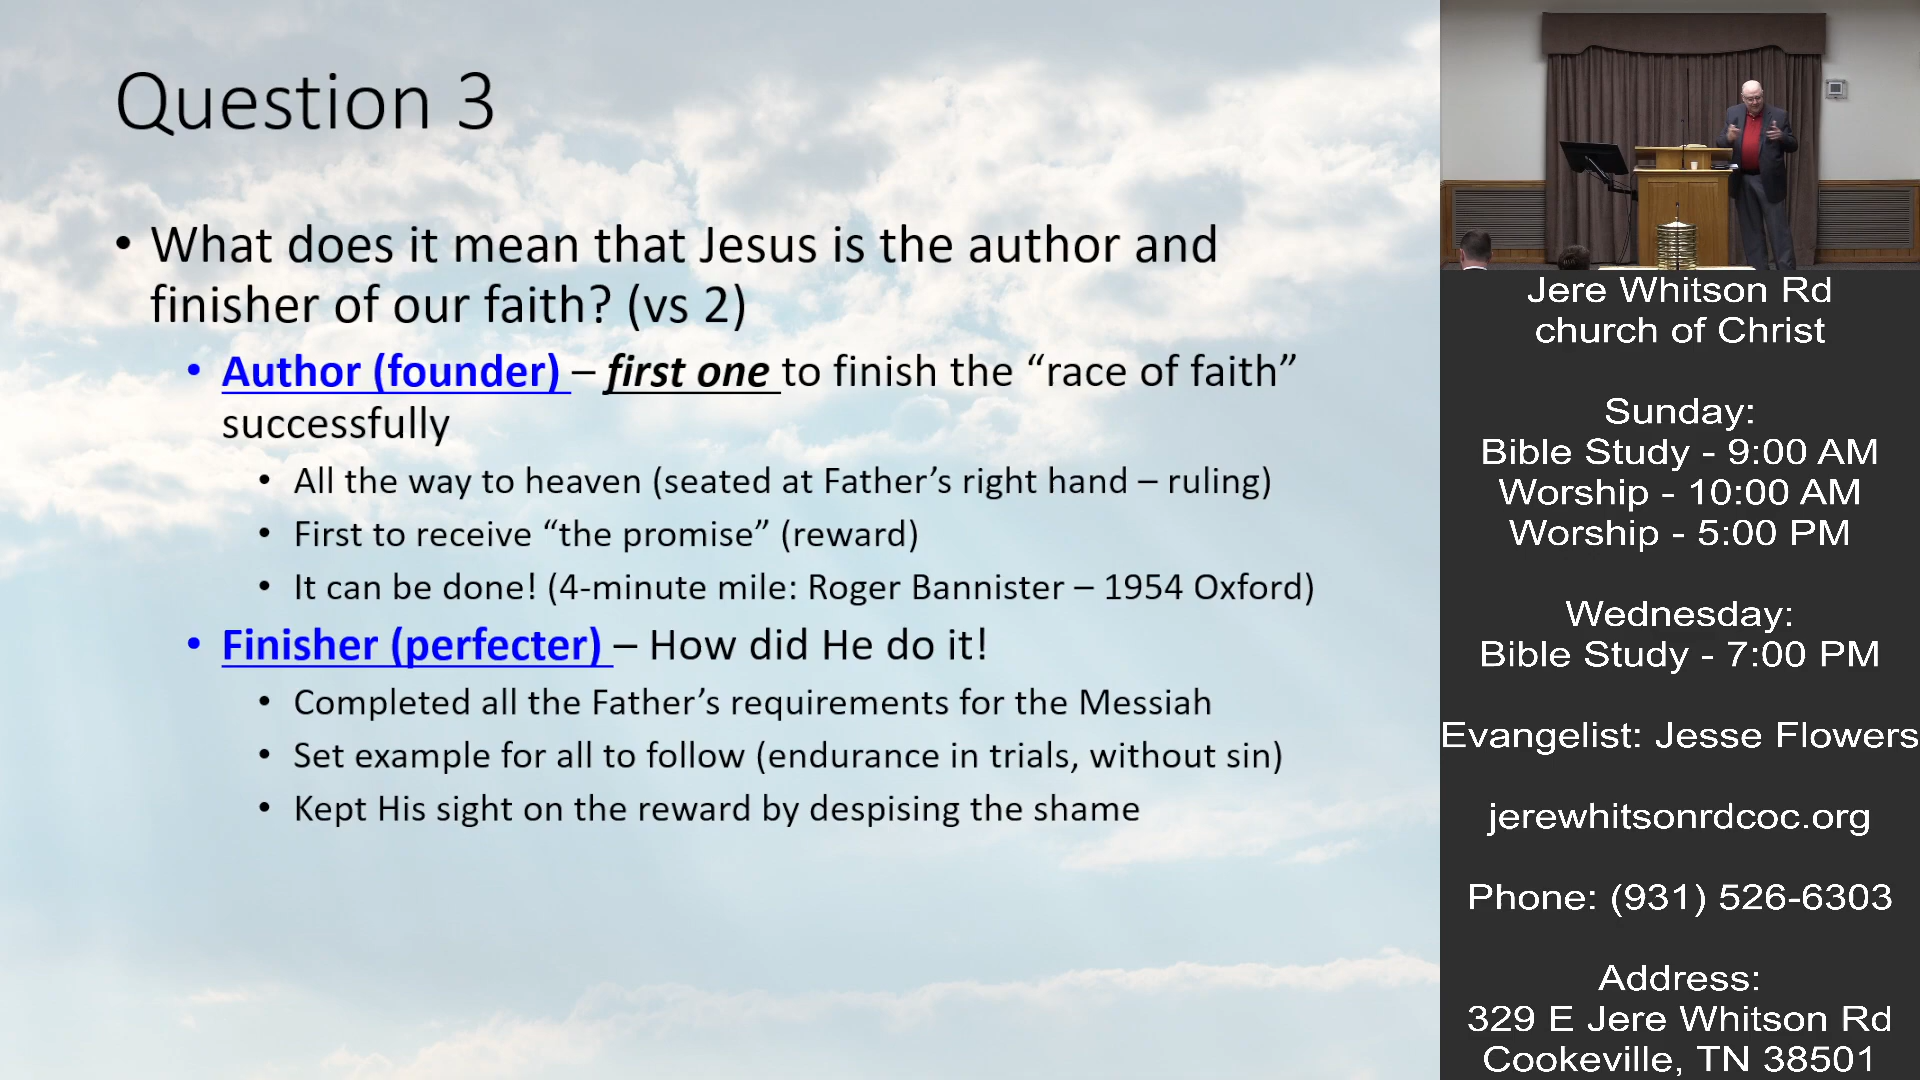 Question 3
• What does it mean that Jesus is the author and
finisher of our faith? (vs 2)
• Author (founder) – first one to finish the “race of faith”
successfully
• All the way to heaven (seated at Father’s right hand – ruling)
• First to receive “the promise” (reward)
• It can be done! (4-minute mile: Roger Bannister – 1954 Oxford)
• Finisher (perfecter) – How did He do it!
• Completed all the Father’s requirements for the Messiah
• Set example for all to follow (endurance in trials, without sin)
• Kept His sight on the reward by despising the shame
Jere Whitson Rd
church of Christ
Sunday:
Bible Study - 9:00 AM
Worship - 10:00 AM
Worship - 5:00 PM
Wednesday:
Bible Study - 7:00 PM
Evangelist: Jesse Flowers
jerewhitsonrdcoc.org
Phone: (931) 526-6303
Address:
329 E Jere Whitson Rd
Cookeville, TN 38501